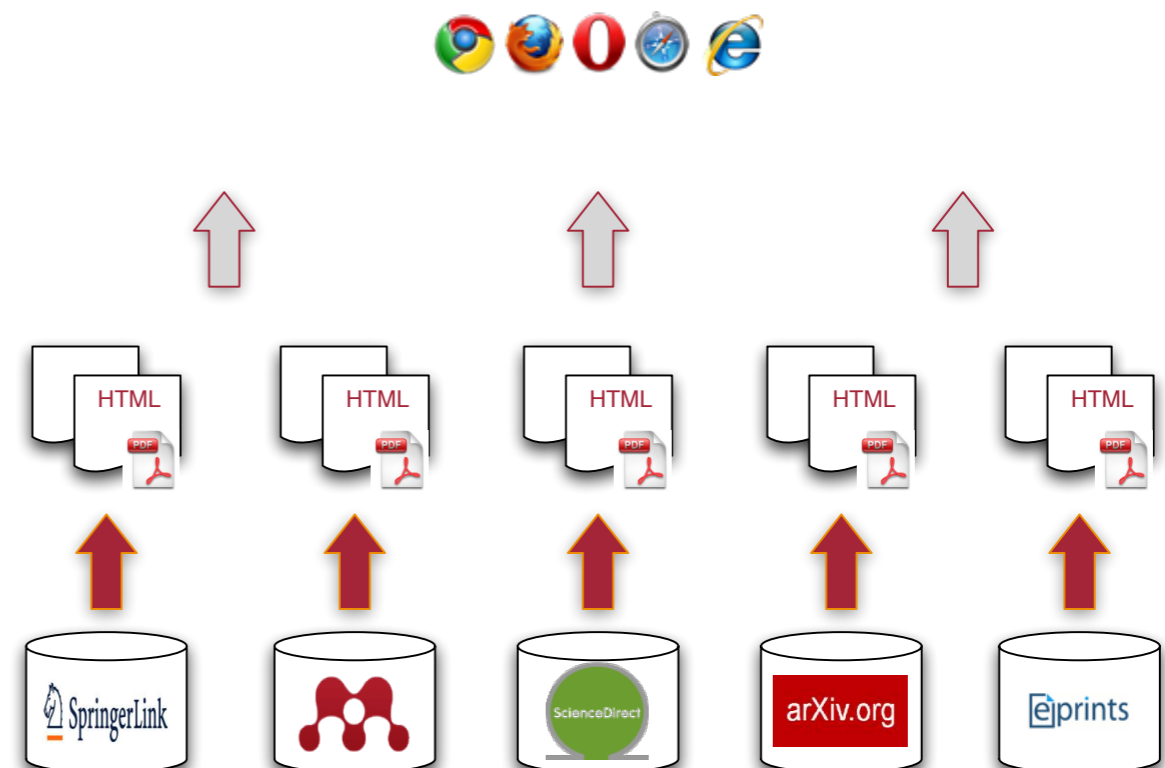 HTML
PDF
HTML
PDF
HTML
PDF
HTML
PDF
HTML
PDF
SpringerLink
ScienceDirect
arXiv.org
eprints